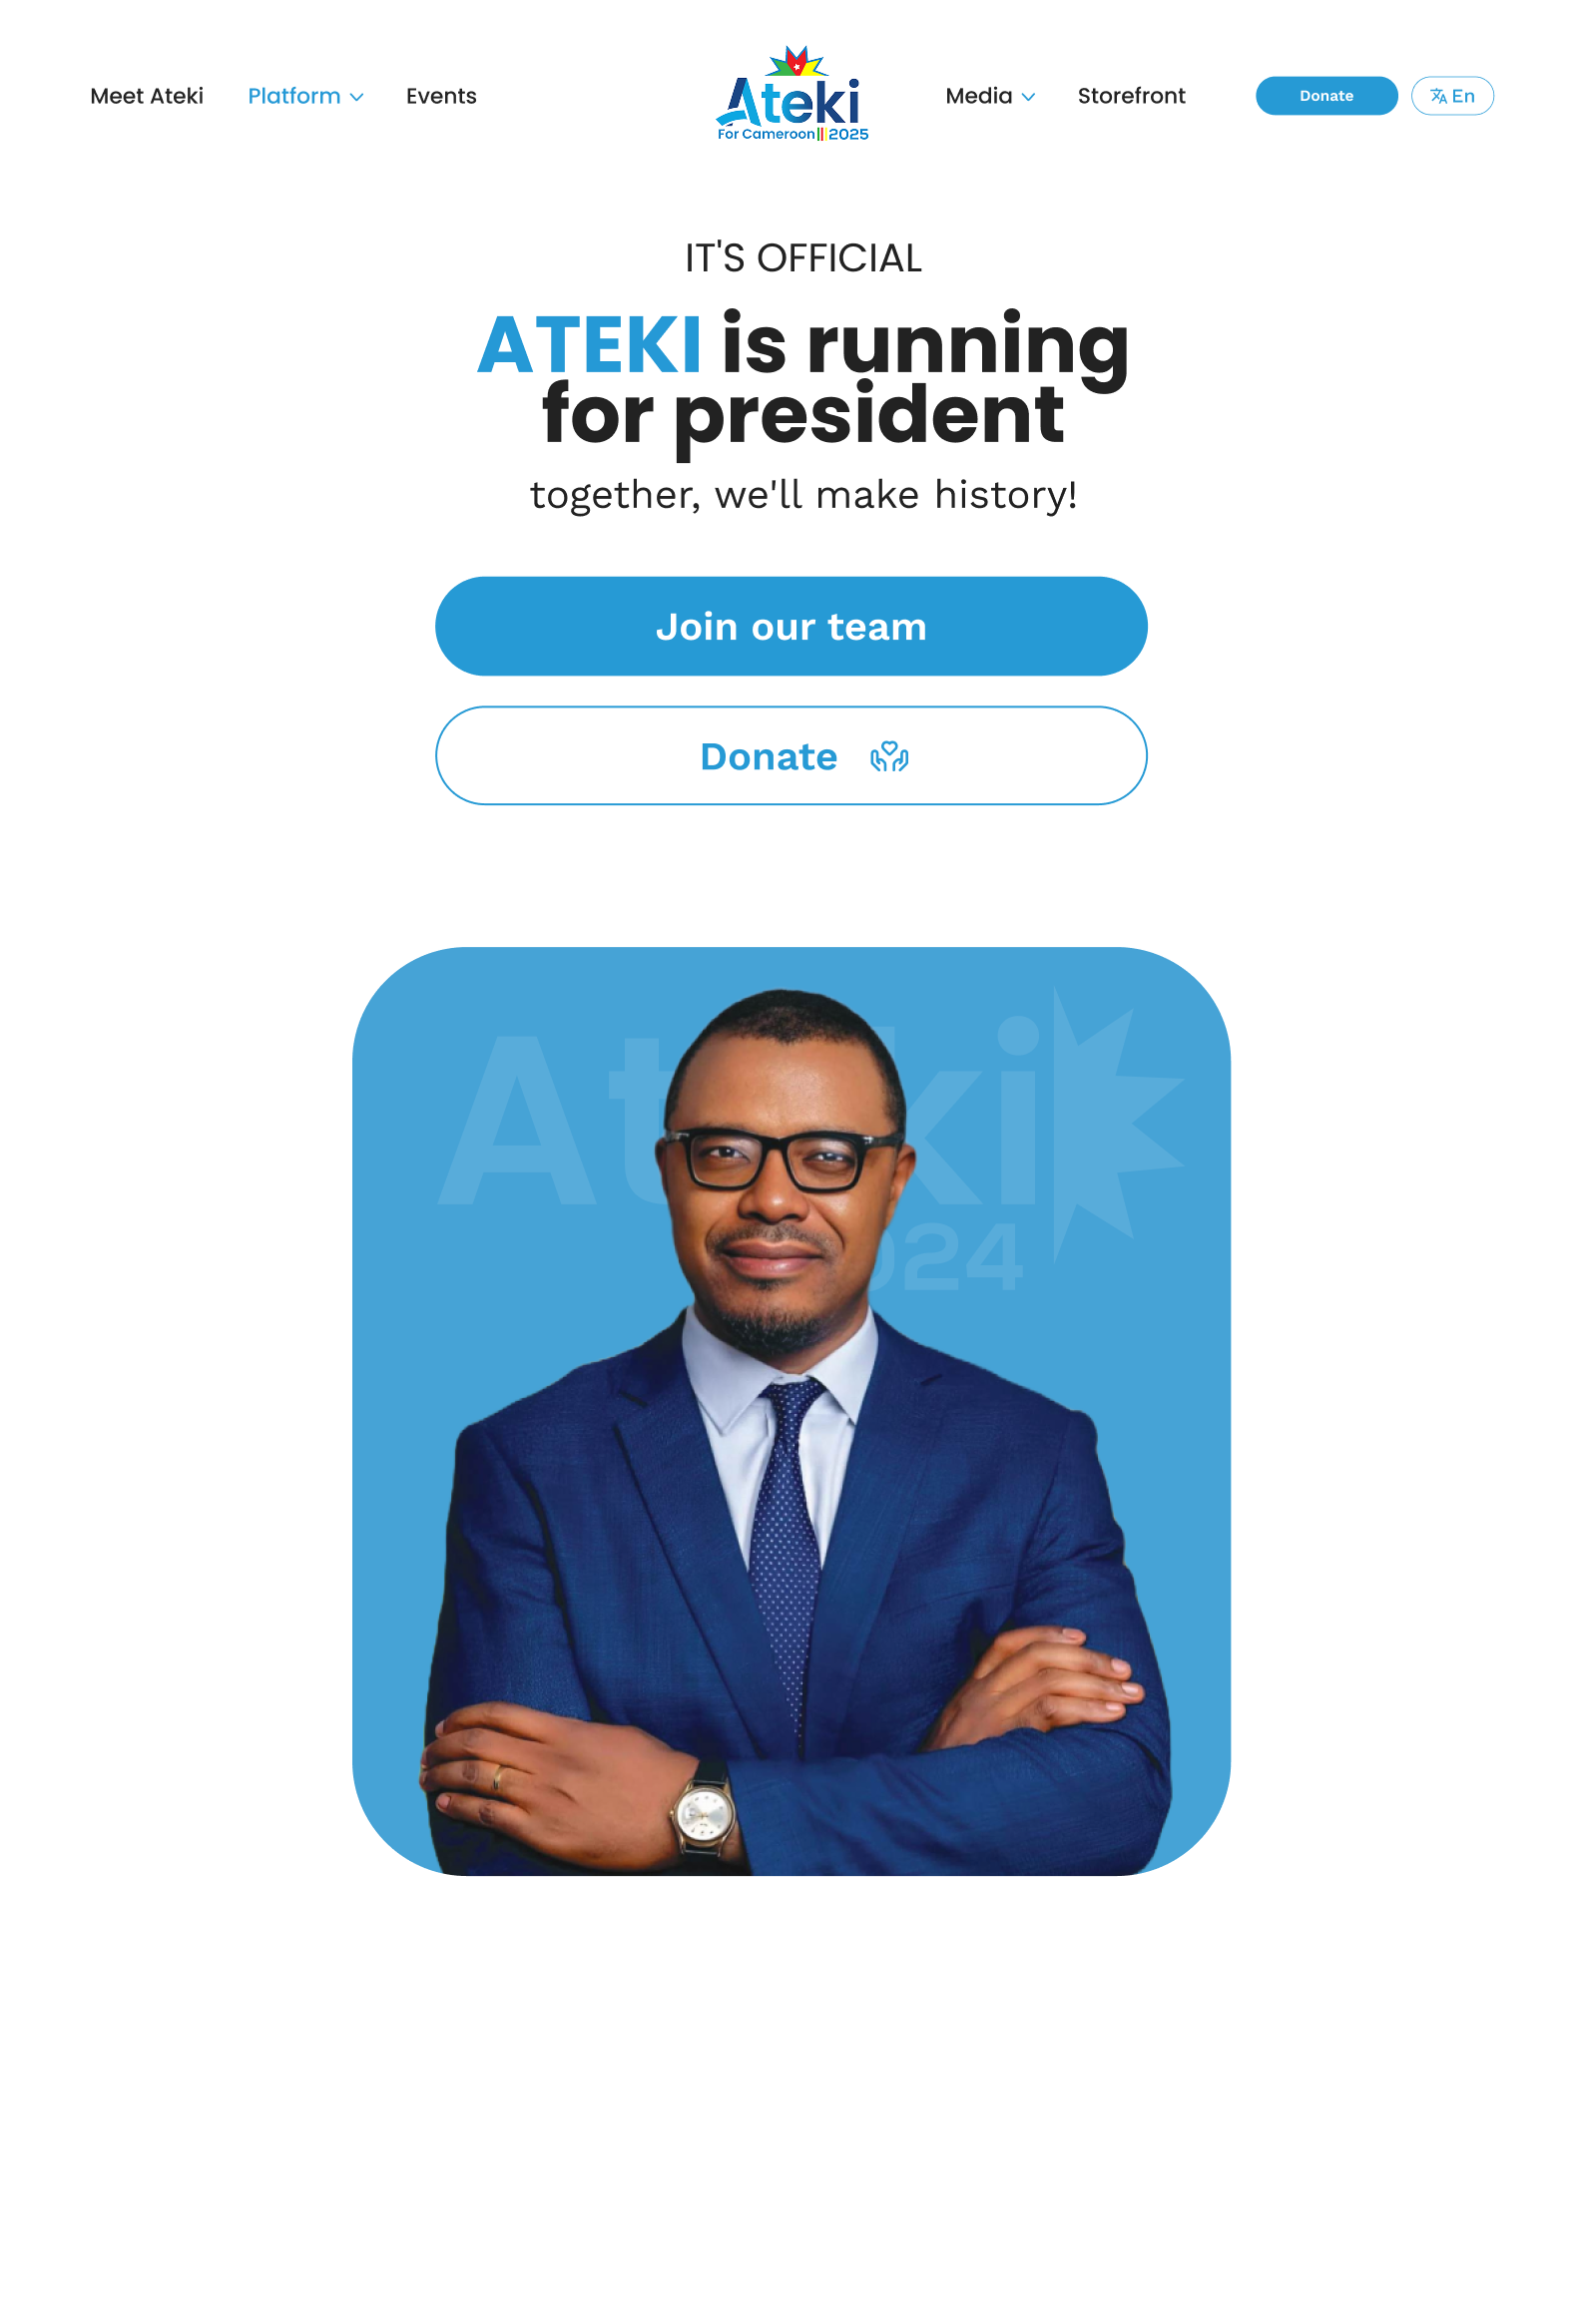 Meet Ateki
Platform
Events
Ateki
For Cameroon 2025
Media
Storefront
Donate
En
IT'S OFFICIAL
ATEKI is running
for president
together, we'll make history!
Join our team
Donate